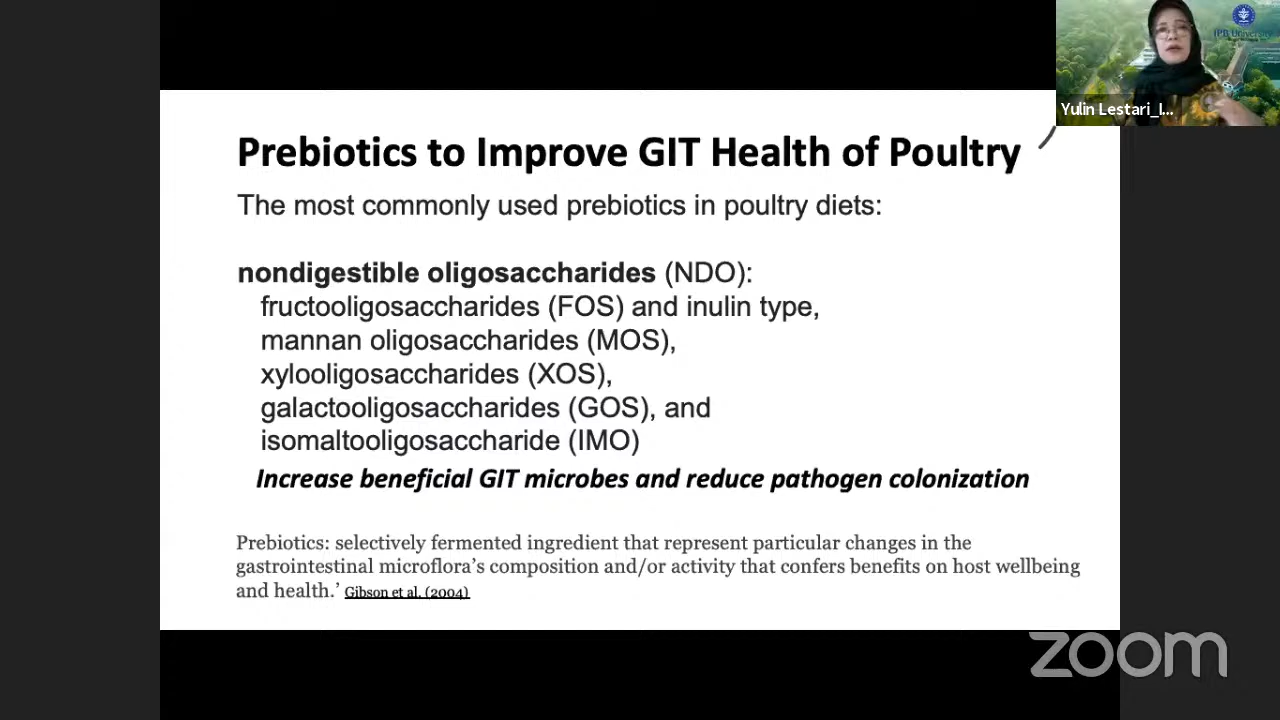 IPB University
Yulin Lestari_I...
Prebiotics to Improve GIT Health of Poultry
The most commonly used prebiotics in poultry diets:
nondigestible oligosaccharides (NDO):
fructooligosaccharides (FOS) and inulin type,
mannan oligosaccharides (MOS),
xylooligosaccharides (XOS),
galactooligosaccharides (GOS), and
isomaltooligosaccharide (IMO)
Increase beneficial GIT microbes and reduce pathogen colonization
Prebiotics: selectively fermented ingredient that represent particular changes in the
gastrointestinal microflora's composition and/or activity that confers benefits on host wellbeing
and health.' Gibson et al. (2004)
zoom